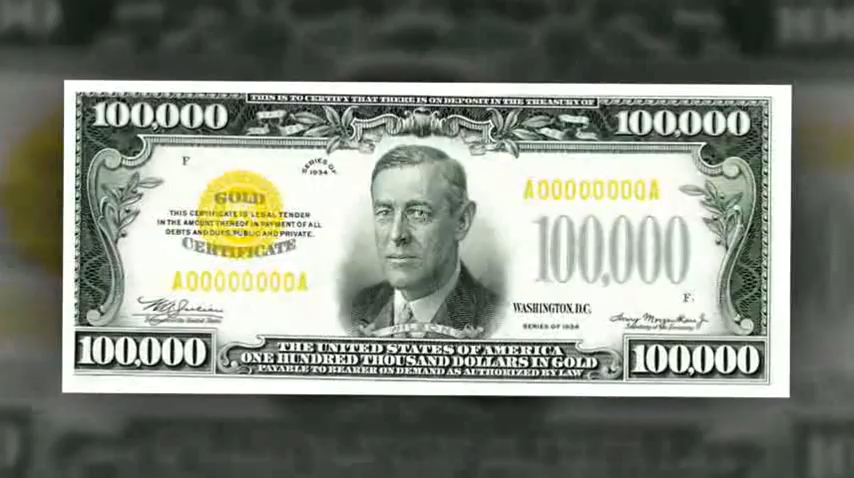 THIS IS TO CERTIFY THAT THERE IS ON DEPOSIT IN THE TREASURY OF
100,000
100,000
F
SERIES OF
1934
A00000000A
GOLD
THIS CERTIFICATE IS LEGAL TENDER
IN THE AMOUNT THEREOF IN PAYMENT OF ALL
DEBTS AND DUES, PUBLIC AND PRIVATE.
CERTIFICATE
100,000
A00000000A
F
WASHINGTON, D.C.
SERIES OF 1934
WILSON
100,000
THE UNITED STATES OF AMERICA
ONE HUNDRED THOUSAND DOLLARS IN GOLD
PAYABLE TO BEARER ON DEMAND AS AUTHORIZED BY LAW
100,000